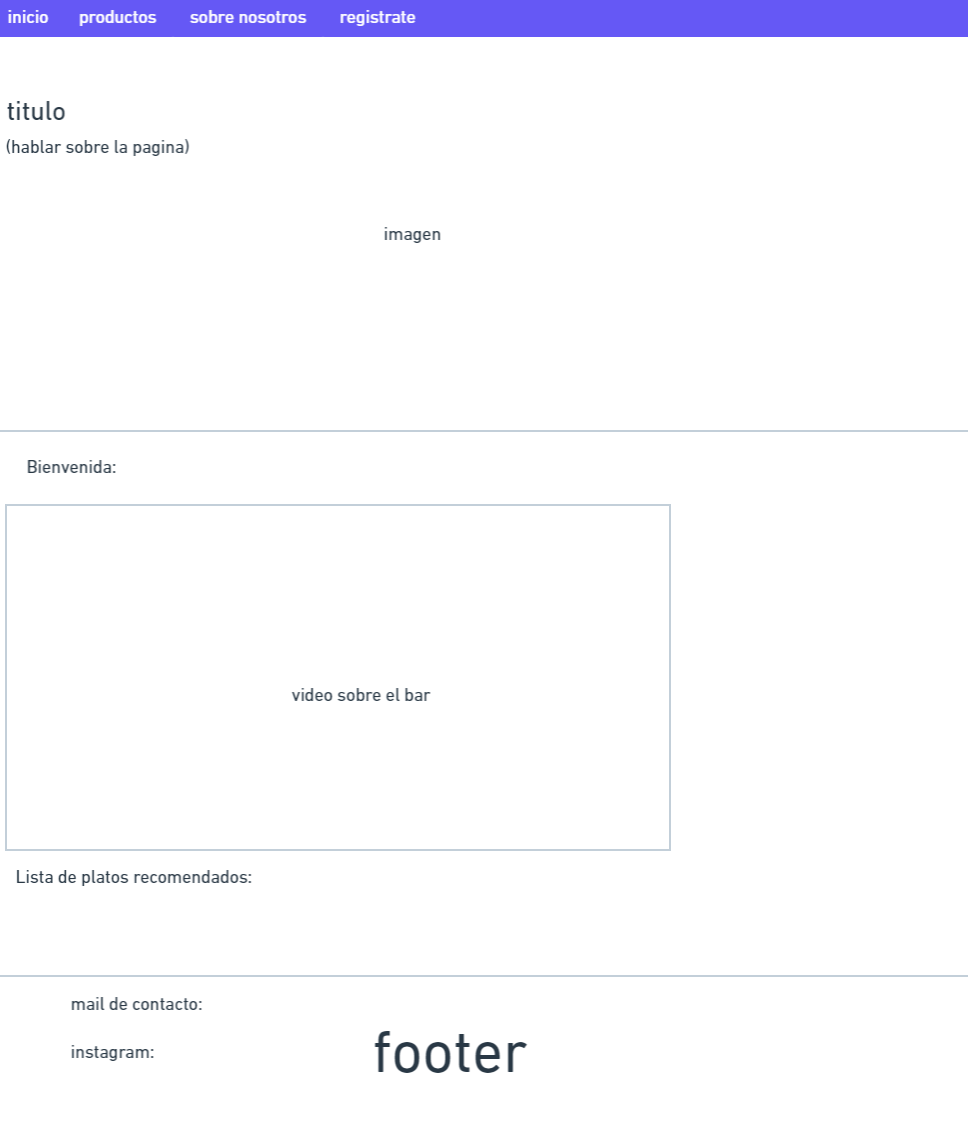 inicio productos sobre nosotros registrate
titulo
(hablar sobre la pagina)
imagen
Bienvenida:
video sobre el bar
Lista de platos recomendados:
mail de contacto:
instagram:
footer